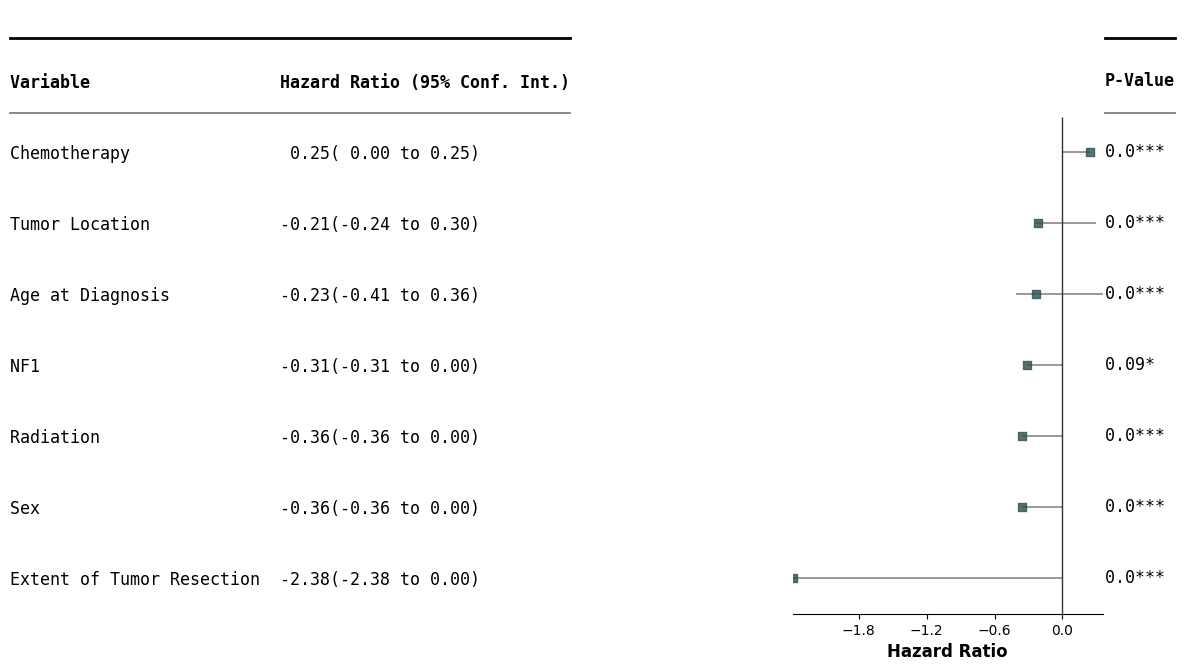 Variable Hazard Ratio (95% Conf. Int.) P-Value
Chemotherapy 0.25( 0.00 to 0.25) 0.0***
Tumor Location -0.21(-0.24 to 0.30) 0.0***
Age at Diagnosis -0.23(-0.41 to 0.36) 0.0***
NF1 -0.31(-0.31 to 0.00) 0.09*
Radiation -0.36(-0.36 to 0.00) 0.0***
Sex -0.36(-0.36 to 0.00) 0.0***
Extent of Tumor Resection -2.38(-2.38 to 0.00) 0.0***
−1.8 −1.2 −0.6 0.0
Hazard Ratio